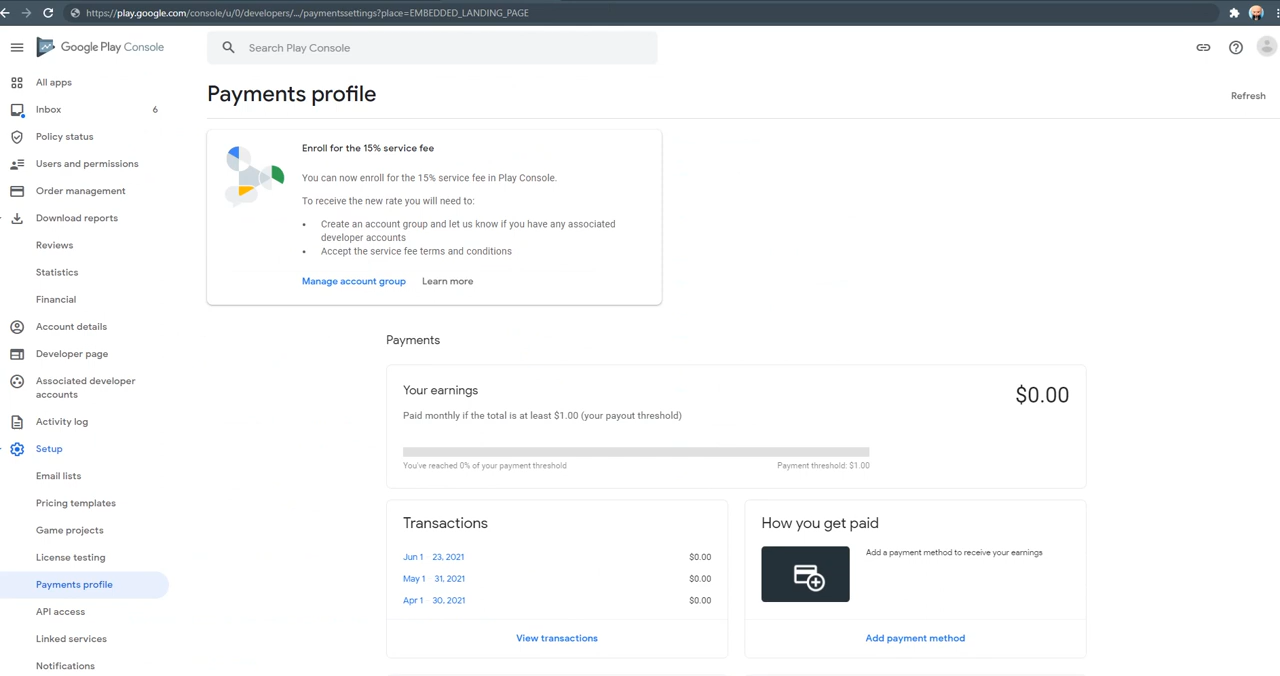 https://play.google.com/console/u/0/developers/.../paymentssettings?place=EMBEDDED_LANDING_PAGE
Google Play Console
Search Play Console
All apps
Inbox 6
Policy status
Users and permissions
Order management
Download reports
Reviews
Statistics
Financial
Account details
Developer page
Associated developer
accounts
Activity log
Setup
Email lists
Pricing templates
Game projects
License testing
Payments profile
API access
Linked services
Notifications
Payments profile
Refresh
Enroll for the 15% service fee
You can now enroll for the 15% service fee in Play Console.
To receive the new rate you will need to:
• Create an account group and let us know if you have any associated
developer accounts
• Accept the service fee terms and conditions
Manage account group Learn more
Payments
Your earnings
$0.00
Paid monthly if the total is at least $1.00 (your payout threshold)
You've reached 0% of your payment threshold Payment threshold: $1.00
Transactions
Jun 1 23, 2021 $0.00
May 1 31, 2021 $0.00
Apr 1 30, 2021 $0.00
View transactions
How you get paid
Add a payment method to receive your earnings
Add payment method